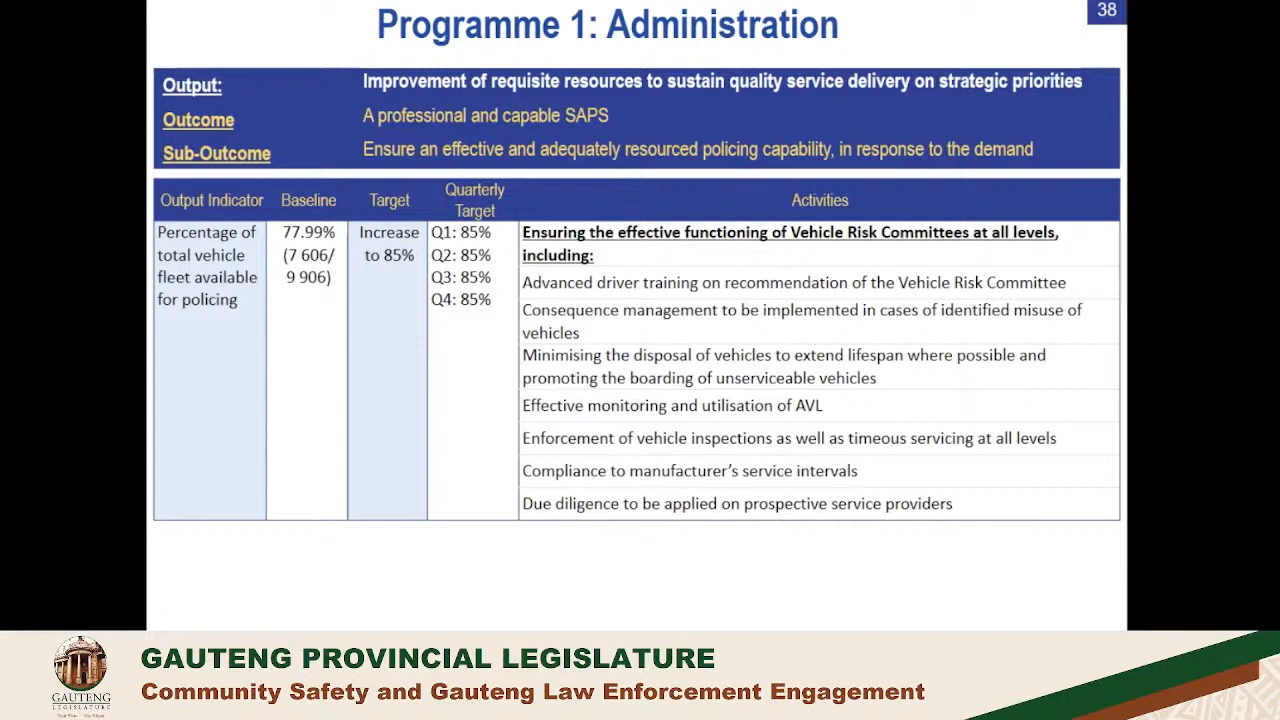 38
Programme 1: Administration
Output: Improvement of requisite resources to sustain quality service delivery on strategic priorities
Outcome A professional and capable SAPS
Sub-Outcome Ensure an effective and adequately resourced policing capability, in response to the demand
Output Indicator Baseline Target Quarterly Target Activities
Percentage of
total vehicle
fleet available
for policing
77.99%
(7 606/
9 906)
Increase
to 85%
Q1: 85%
Q2: 85%
Q3: 85%
Q4: 85%
Ensuring the effective functioning of Vehicle Risk Committees at all levels,
including:
Advanced driver training on recommendation of the Vehicle Risk Committee
Consequence management to be implemented in cases of identified misuse of
vehicles
Minimising the disposal of vehicles to extend lifespan where possible and
promoting the boarding of unserviceable vehicles
Effective monitoring and utilisation of AVL
Enforcement of vehicle inspections as well as timeous servicing at all levels
Compliance to manufacturer's service intervals
Due diligence to be applied on prospective service providers
GAUTENG PROVINCIAL LEGISLATURE
Community Safety and Gauteng Law Enforcement Engagement
GAUTENG
LEGISLATURE